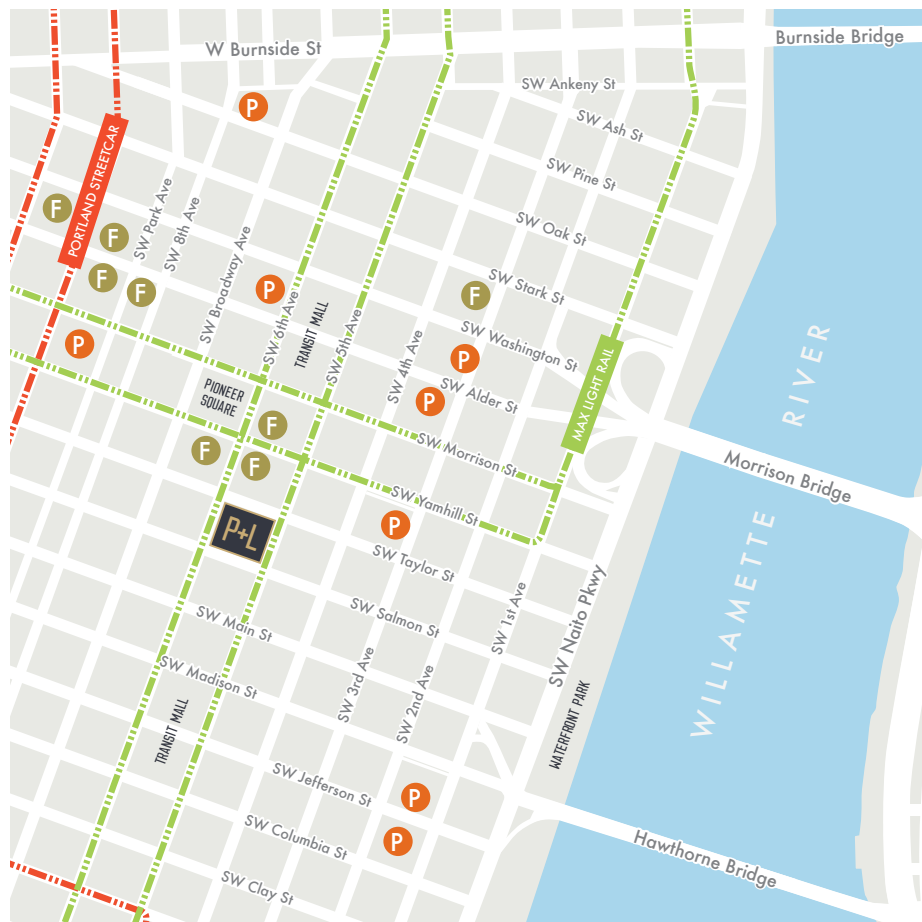 W Burnside St
Burnside Bridge
SW Ankeny St
P
SW Ash St
PORTLAND STREETCAR
SW Pine St
F
SW Park Ave
SW 8th Ave
F
SW Oak St
SW Broadway Ave
F
F
P
SW Stark St
F
SW 6th Ave
TRANSIT MALL
SW 5th Ave
SW Washington St
P
P
SW 4th Ave
SW Alder St
P
MAX LIGHT RAIL
RIVER
PIONEER
SQUARE
F
F
F
SW Morrison St
Morrison Bridge
SW Yamhill St
P+L
P
SW Taylor St
WILLAMETTE
SW Main St
SW Salmon St
SW 1st Ave
SW Naito Pkwy
SW Madison St
SW 3rd Ave
SW 2nd Ave
TRANSIT MALL
WATERFRONT PARK
SW Jefferson St
P
SW Columbia St
P
Hawthorne Bridge
SW Clay St